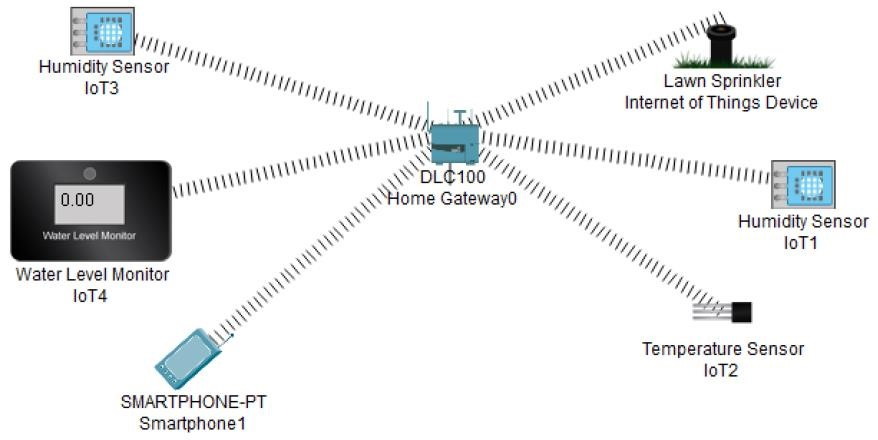 Humidity Sensor
IoT3
Lawn Sprinkler
Internet of Things Device
DLC100
Home Gateway0
0.00
Water Level Monitor
Water Level Monitor
IoT4
Humidity Sensor
IoT1
Temperature Sensor
IoT2
SMARTPHONE-PT
Smartphone1